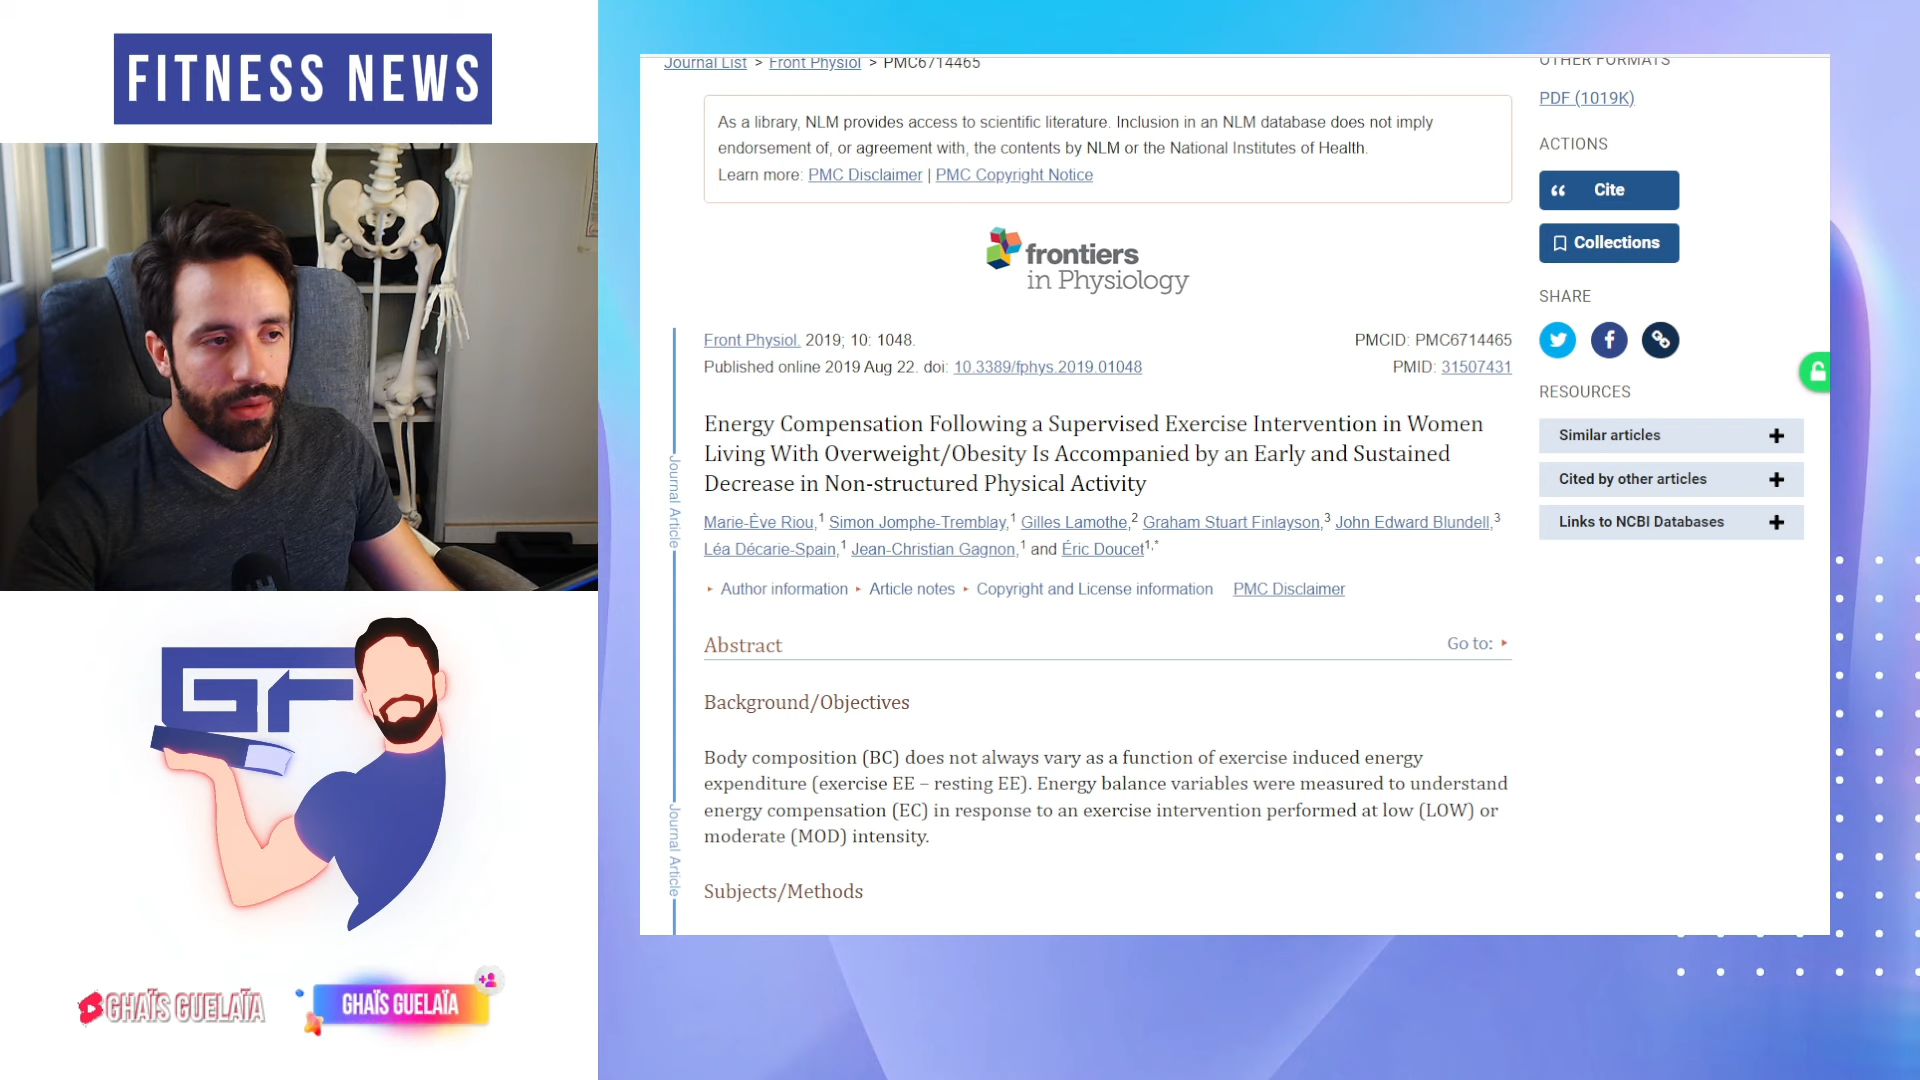 FITNESS NEWS
GF
GHAÏS GUELAÏA
GHAÏS GUELAÏA
Journal List > Front Physiol > PMC6714465
As a library, NLM provides access to scientific literature. Inclusion in an NLM database does not imply
endorsement of, or agreement with, the contents by NLM or the National Institutes of Health.
Learn more: PMC Disclaimer | PMC Copyright Notice
frontiers
in Physiology
Front Physiol. 2019; 10: 1048.
PMCID: PMC6714465
Published online 2019 Aug 22. doi: 10.3389/fphys.2019.01048
PMID: 31507431
Energy Compensation Following a Supervised Exercise Intervention in Women
Living With Overweight/Obesity Is Accompanied by an Early and Sustained
Decrease in Non-structured Physical Activity
Marie-Ève Riou,1 Simon Jomphe-Tremblay,1 Gilles Lamothe,2 Graham Stuart Finlayson,3 John Edward Blundell,3
Léa Décarie-Spain,1 Jean-Christian Gagnon,1 and Éric Doucet1,*
Author information Article notes Copyright and License information PMC Disclaimer
Abstract
Go to:
Background/Objectives
Body composition (BC) does not always vary as a function of exercise induced energy
expenditure (exercise EE – resting EE). Energy balance variables were measured to understand
energy compensation (EC) in response to an exercise intervention performed at low (LOW) or
moderate (MOD) intensity.
Subjects/Methods
Journal Article
Journal Article
OTHER FORMATS
PDF (1019K)
ACTIONS
Cite
Collections
SHARE
RESOURCES
Similar articles
Cited by other articles
Links to NCBI Databases